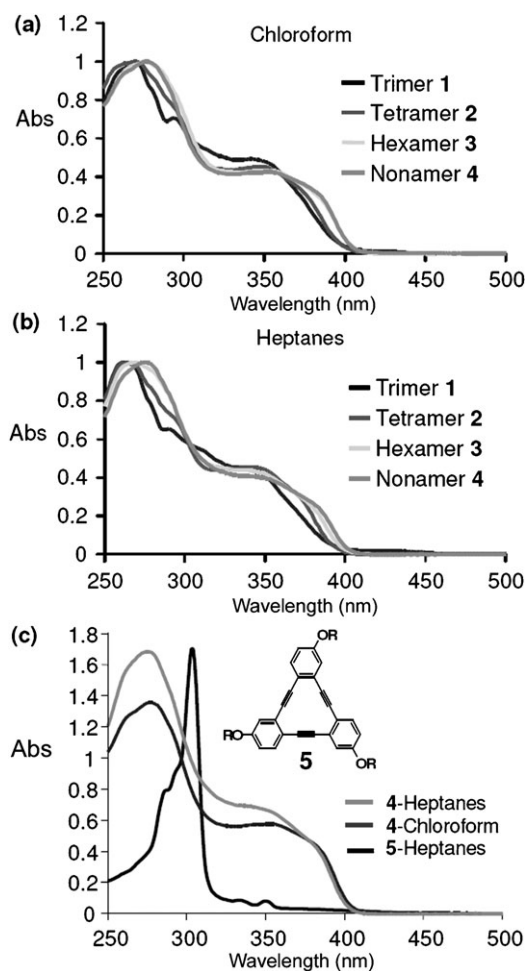 (a)
Chloroform
Abs
1.2
1
0.8
0.6
0.4
0.2
0
Trimer 1
Tetramer 2
Hexamer 3
Nonamer 4
250 300 350 400 450 500
Wavelength (nm)
(b)
Heptanes
Abs
1.2
1
0.8
0.6
0.4
0.2
0
Trimer 1
Tetramer 2
Hexamer 3
Nonamer 4
250 300 350 400 450 500
Wavelength (nm)
(c)
Abs
1.8
1.6
1.4
1.2
1
0.8
0.6
0.4
0.2
0
OR
RO
OR
5
4-Heptanes
4-Chloroform
5-Heptanes
250 300 350 400 450 500
Wavelength (nm)